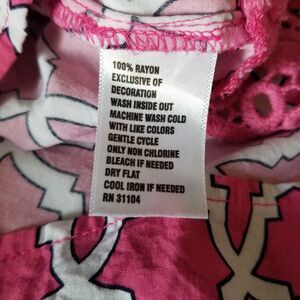 100% RAYON
EXCLUSIVE OF
DECORATION
WASH INSIDE OUT
MACHINE WASH COLD
WITH LIKE COLORS
GENTLE CYCLE
ONLY NON CHLORINE
BLEACH IF NEEDED
DRY FLAT
COOL IRON IF NEEDED
RN 31104